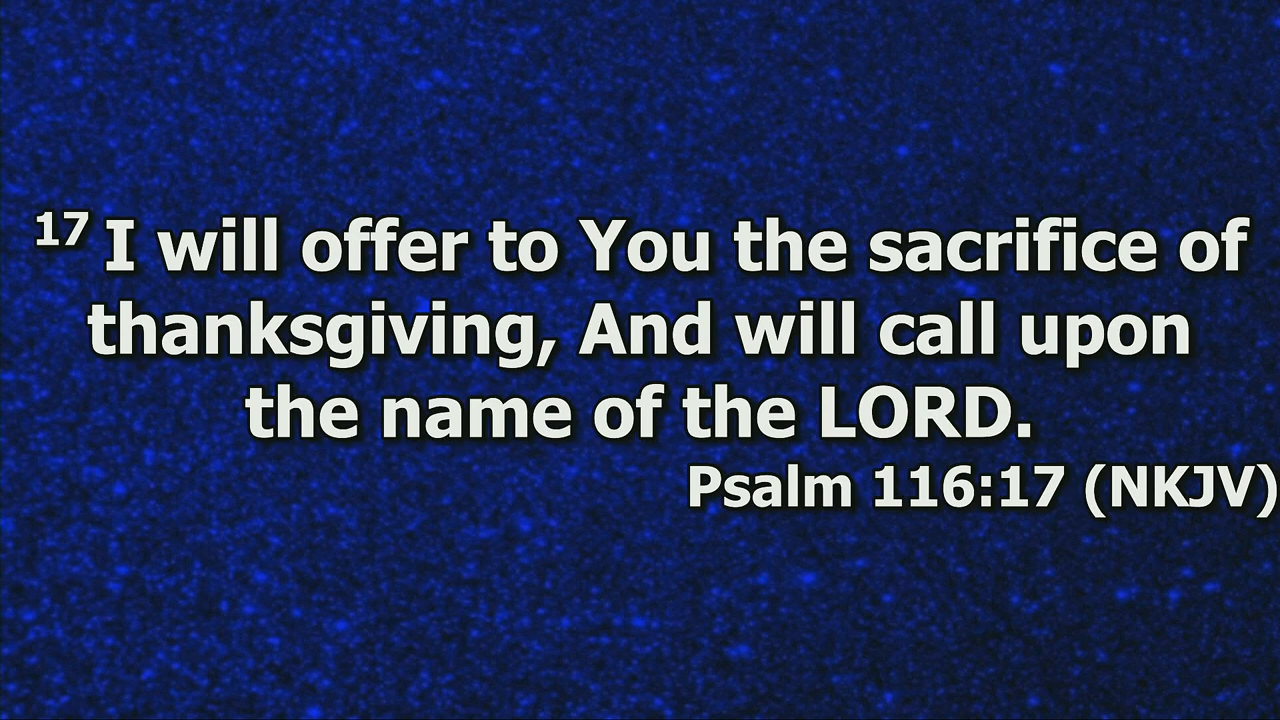 17 I will offer to You the sacrifice of
thanksgiving, And will call upon
the name of the LORD.
Psalm 116:17 (NKJV)